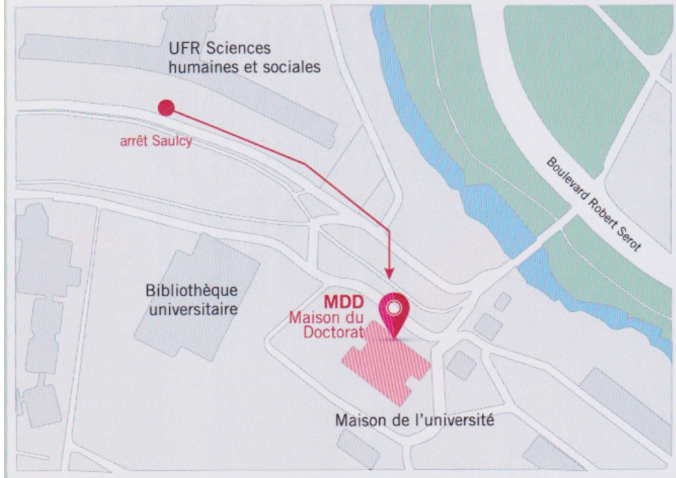 UFR Sciences
humaines et sociales
arrêt Saulcy
Boulevard Robert Serot
Bibliothèque
universitaire
MDD
Maison du
Doctorat
Maison de l'université